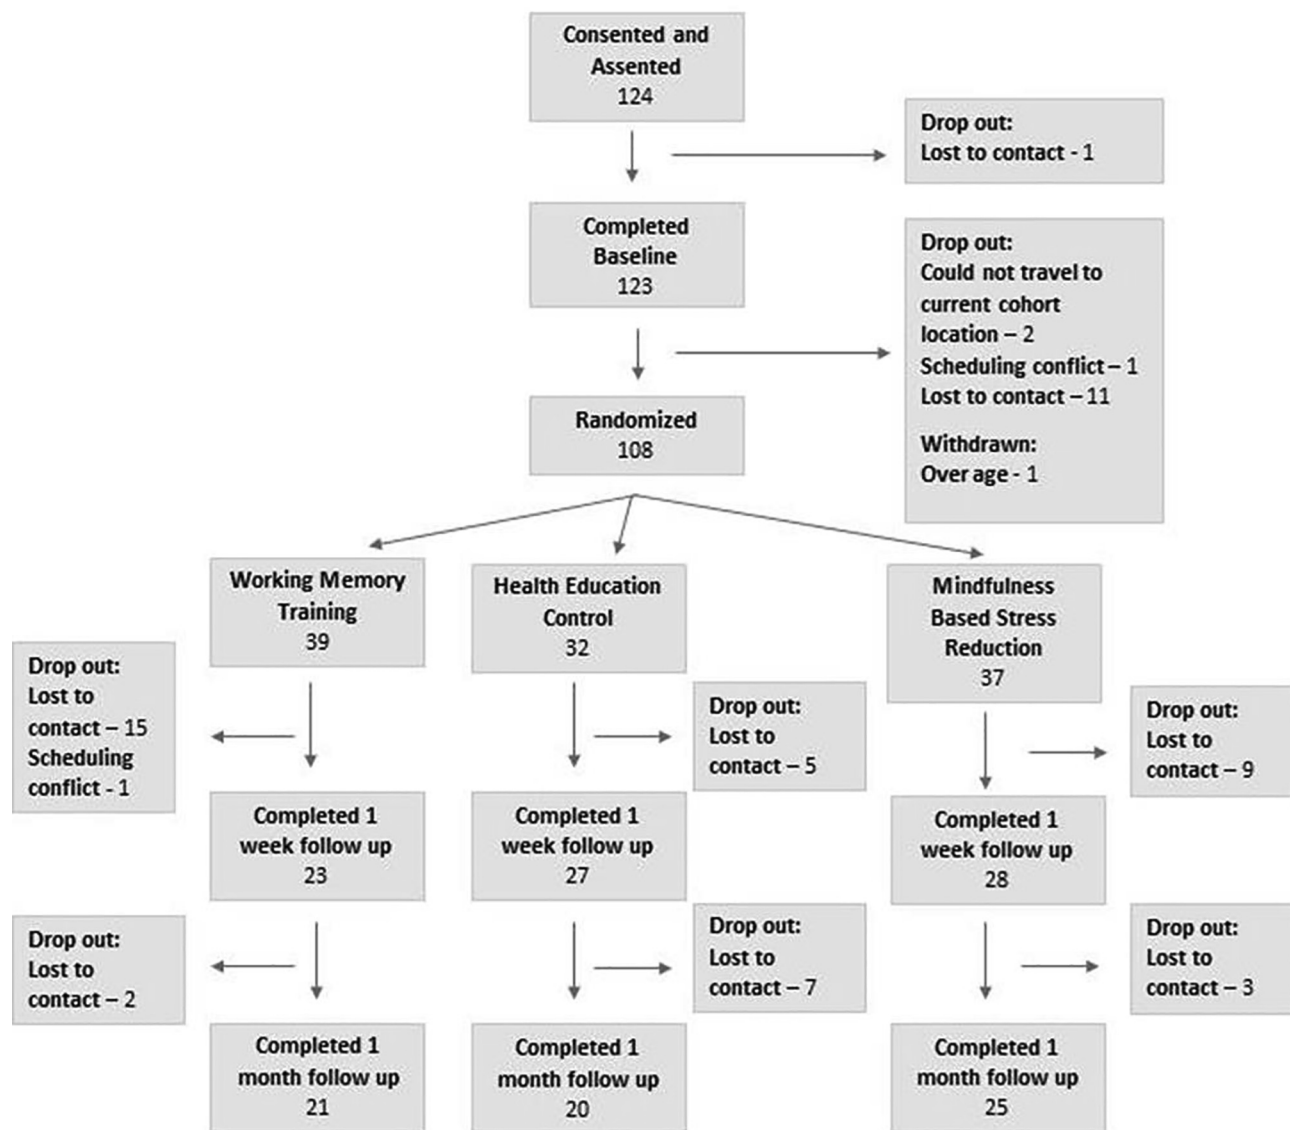 Consented and
Assented
124
Drop out:
Lost to contact - 1
Completed
Baseline
123
Drop out:
Could not travel to
current cohort
location – 2
Scheduling conflict – 1
Lost to contact – 11
Withdrawn:
Over age - 1
Randomized
108
Working Memory
Training
39
Health Education
Control
32
Mindfulness
Based Stress
Reduction
37
Drop out:
Lost to
contact – 15
Scheduling
conflict - 1
Drop out:
Lost to
contact – 5
Drop out:
Lost to
contact – 9
Completed 1
week follow up
23
Completed 1
week follow up
27
Completed 1
week follow up
28
Drop out:
Lost to
contact – 2
Drop out:
Lost to
contact – 7
Drop out:
Lost to
contact – 3
Completed 1
month follow up
21
Completed 1
month follow up
20
Completed 1
month follow up
25